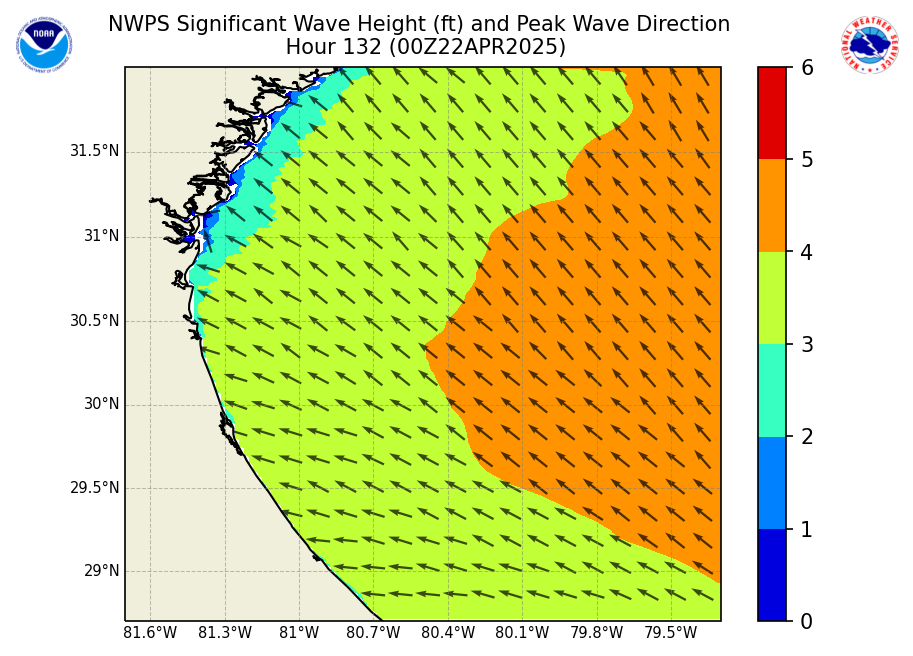 NWPS Significant Wave Height (ft) and Peak Wave Direction
Hour 132 (00Z22APR2025)
NOAA
NATIONAL WEATHER SERVICE
31.5°N
31°N
30.5°N
30°N
29.5°N
29°N
81.6°W 81.3°W 81°W 80.7°W 80.4°W 80.1°W 79.8°W 79.5°W
6
5
4
3
2
1
0